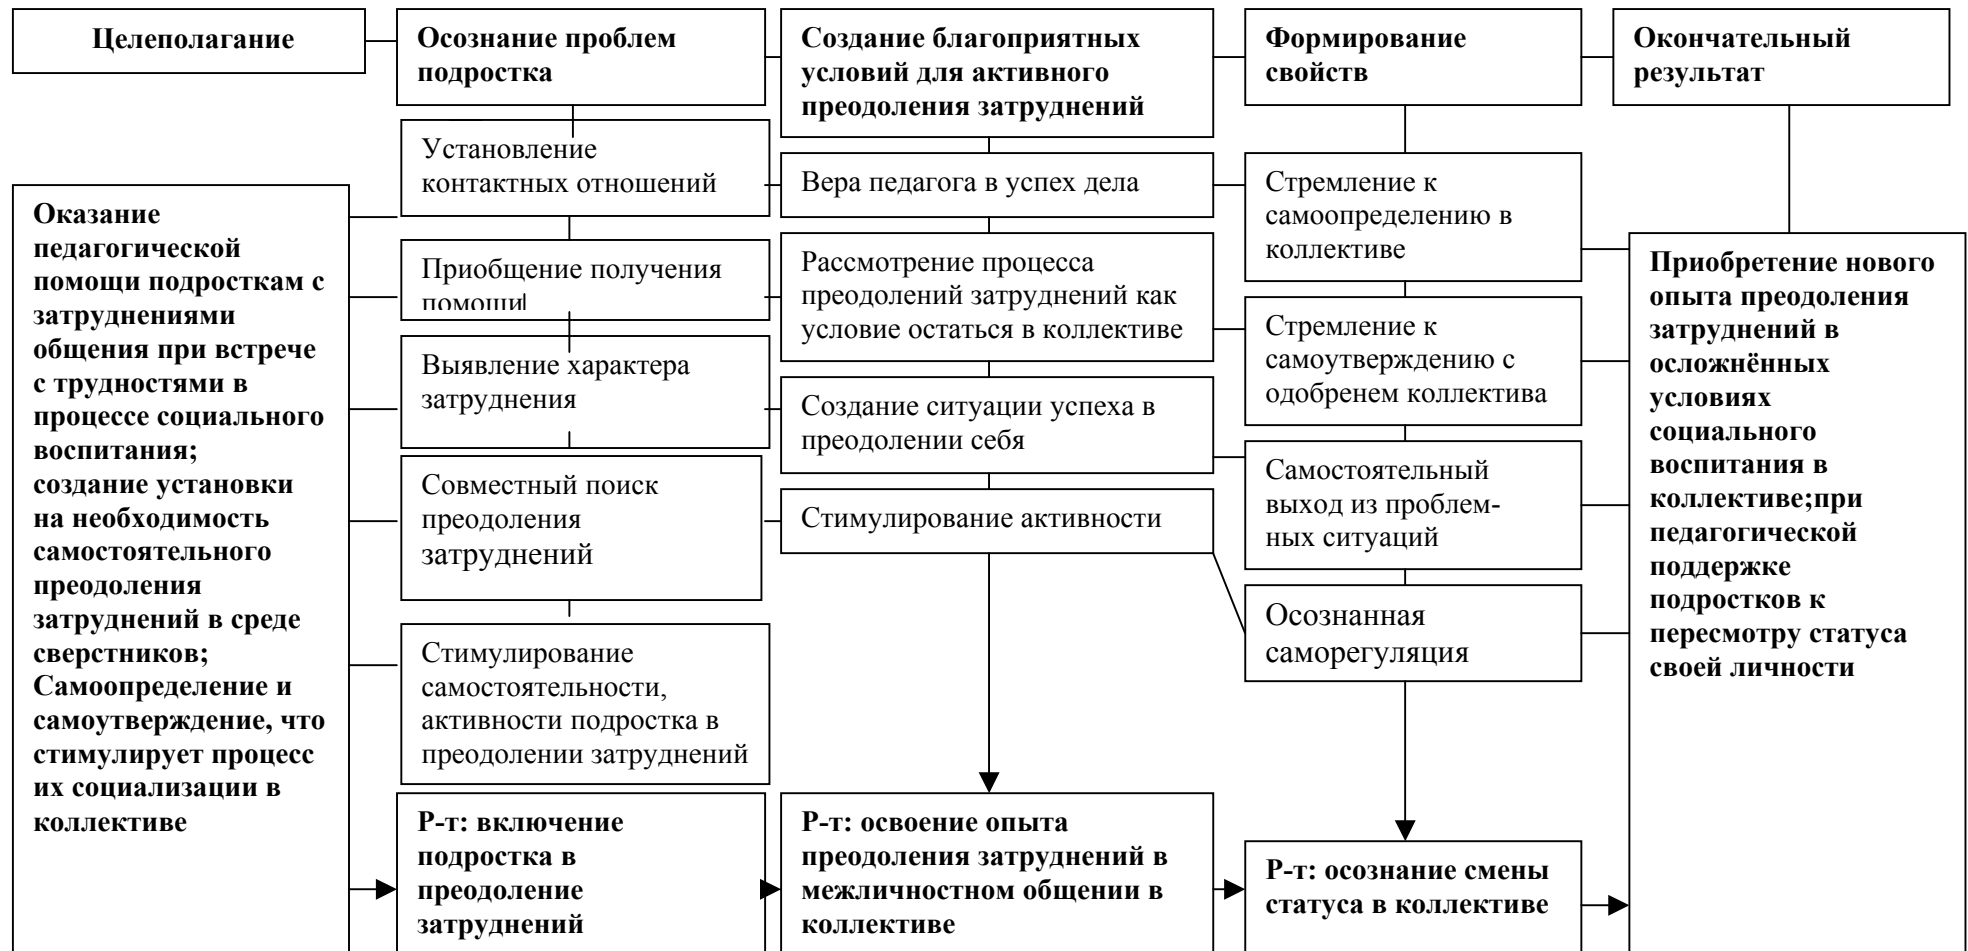 Целеполагание
Осознание проблем
подростка
Создание благоприятных
условий для активного
преодоления затруднений
Формирование
свойств
Окончательный
результат
Оказание
педагогической
помощи подросткам с
затруднениями
общения при встрече
с трудностями в
процессе социального
воспитания;
создание установки
на необходимость
самостоятельного
преодоления
затруднений в среде
сверстников;
Самоопределение и
самоутверждение, что
стимулирует процесс
их социализации в
коллективе
Установление
контактных отношений
Приобщение получения
помощи
Выявление характера
затруднения
Совместный поиск
преодоления
затруднений
Стимулирование
самостоятельности,
активности подростка в
преодолении затруднений
Р-т: включение
подростка в
преодоление
затруднений
Вера педагога в успех дела
Рассмотрение процесса
преодолений затруднений как
условие остаться в коллективе
Создание ситуации успеха в
преодолении себя
Стимулирование активности
Р-т: освоение опыта
преодоления затруднений в
межличностном общении в
коллективе
Стремление к
самоопределению в
коллективе
Стремление к
самоутверждению с
одобренем коллектива
Самостоятельный
выход из проблем-
ных ситуаций
Осознанная
саморегуляция
Р-т: осознание смены
статуса в коллективе
Приобретение нового
опыта преодоления
затруднений в
осложнённых
условиях
социального
воспитания в
коллективе;при
педагогической
поддержке
подростков к
пересмотру статуса
своей личности